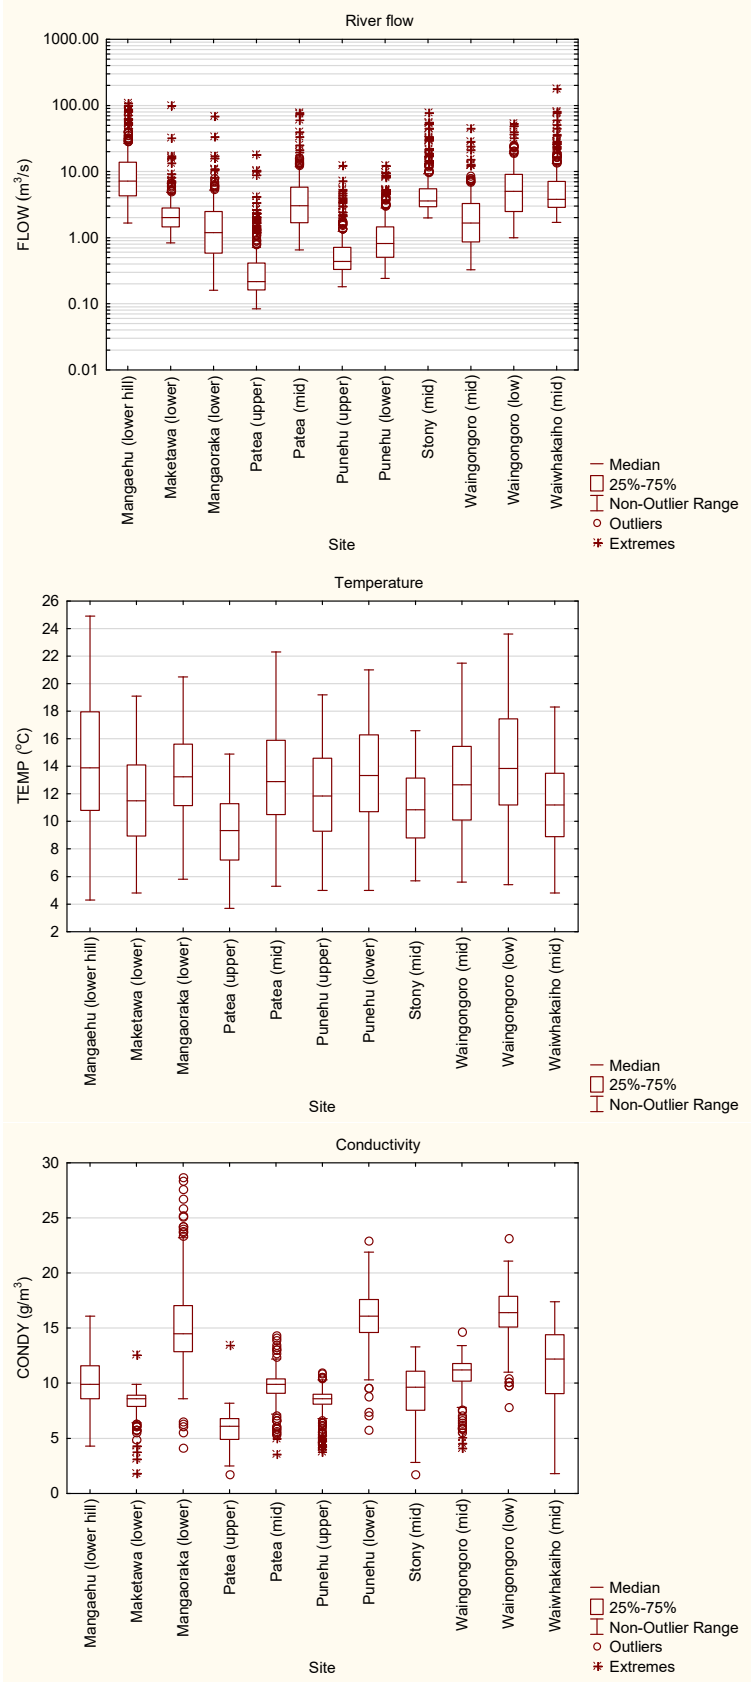 River flow
1000.00
100.00
10.00
1.00
0.10
0.01
FLOW (m³/s)
Mangaehu (lower hill)
Maketawa (lower)
Mangaoraka (lower)
Patea (upper)
Patea (mid)
Punehu (upper)
Punehu (lower)
Stony (mid)
Waingongoro (mid)
Waingongoro (low)
Waiwhakaiho (mid)
Site
Median
25%-75%
Non-Outlier Range
Outliers
Extremes
Temperature
26
24
22
20
18
16
14
12
10
8
6
4
2
TEMP (°C)
Mangaehu (lower hill)
Maketawa (lower)
Mangaoraka (lower)
Patea (upper)
Patea (mid)
Punehu (upper)
Punehu (lower)
Stony (mid)
Waingongoro (mid)
Waingongoro (low)
Waiwhakaiho (mid)
Site
Median
25%-75%
Non-Outlier Range
Conductivity
30
25
20
15
10
5
0
CONDY (g/m³)
Mangaehu (lower hill)
Maketawa (lower)
Mangaoraka (lower)
Patea (upper)
Patea (mid)
Punehu (upper)
Punehu (lower)
Stony (mid)
Waingongoro (mid)
Waingongoro (low)
Waiwhakaiho (mid)
Site
Median
25%-75%
Non-Outlier Range
Outliers
Extremes